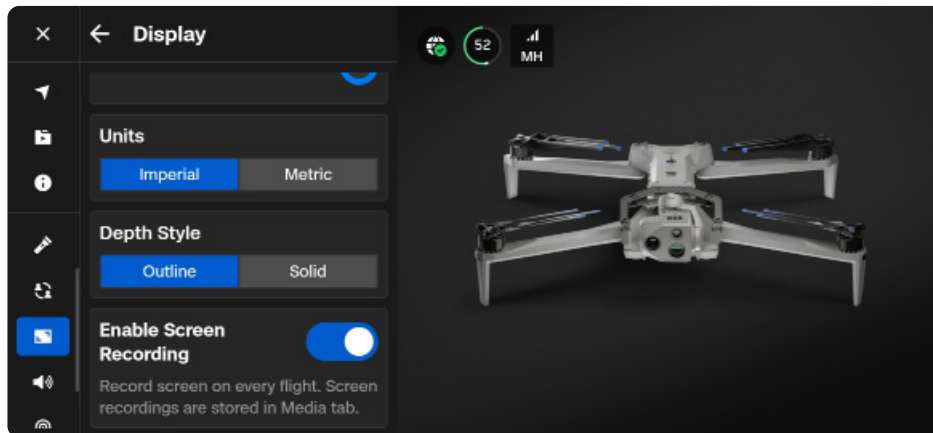 Display
52
MH
Units
Imperial Metric
Depth Style
Outline Solid
Enable Screen
Recording
Record screen on every flight. Screen
recordings are stored in Media tab.